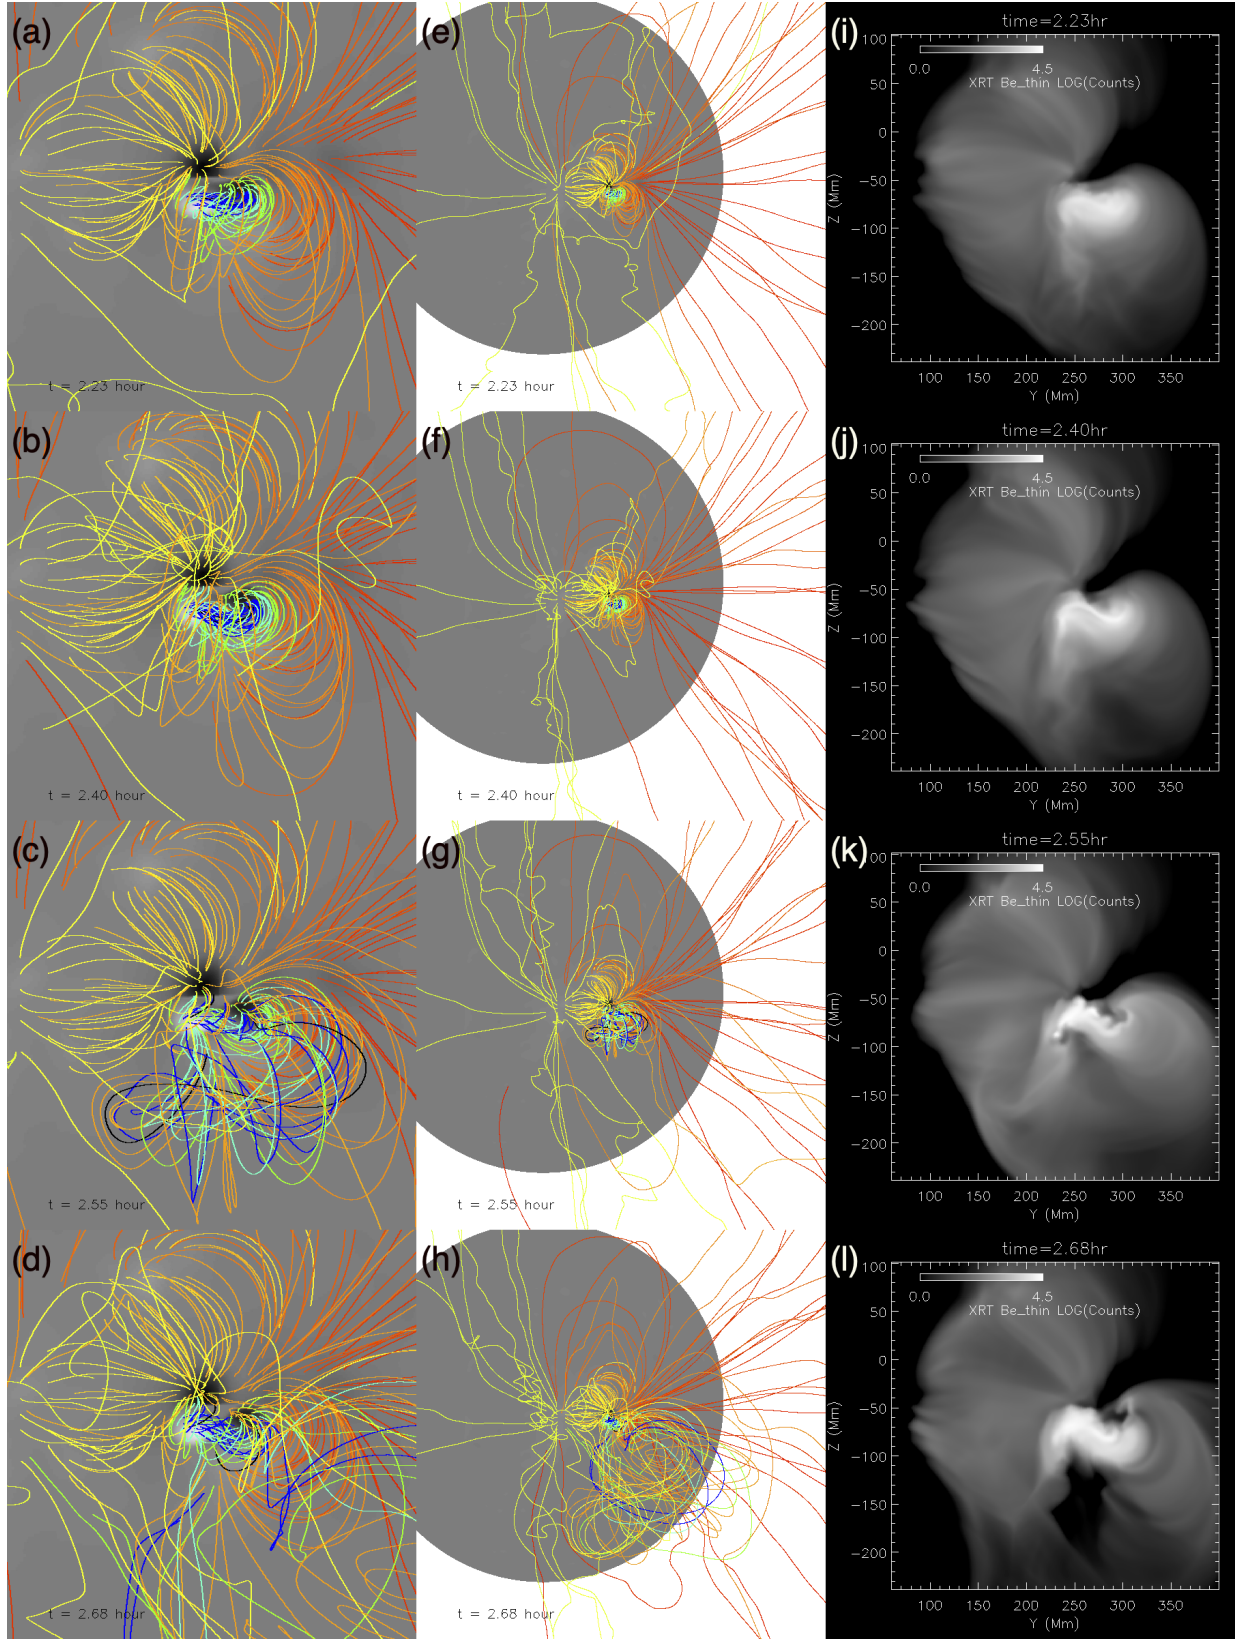 (a)
t = 2.23 hour
(e)
t = 2.23 hour
(i)
time=2.23hr
100
50
0
−50
−100
−150
−200
Z (Mm)
0.0 4.5
XRT Be_thin LOG(Counts)
100 150 200 250 300 350
Y (Mm)
(b)
t = 2.40 hour
(f)
t = 2.40 hour
(j)
time=2.40hr
100
50
0
−50
−100
−150
−200
Z (Mm)
0.0 4.5
XRT Be_thin LOG(Counts)
100 150 200 250 300 350
Y (Mm)
(c)
t = 2.55 hour
(g)
t = 2.55 hour
(k)
time=2.55hr
00
50
0
−50
−100
−150
−200
Z (Mm)
0.0 4.5
XRT Be_thin LOG(Counts)
100 150 200 250 300 350
Y (Mm)
(d)
t = 2.68 hour
(h)
t = 2.68 hour
(l)
time=2.68hr
100
50
0
−50
−100
−150
−200
Z (Mm)
0.0 4.5
XRT Be_thin LOG(Counts)
100 150 200 250 300 350
Y (Mm)